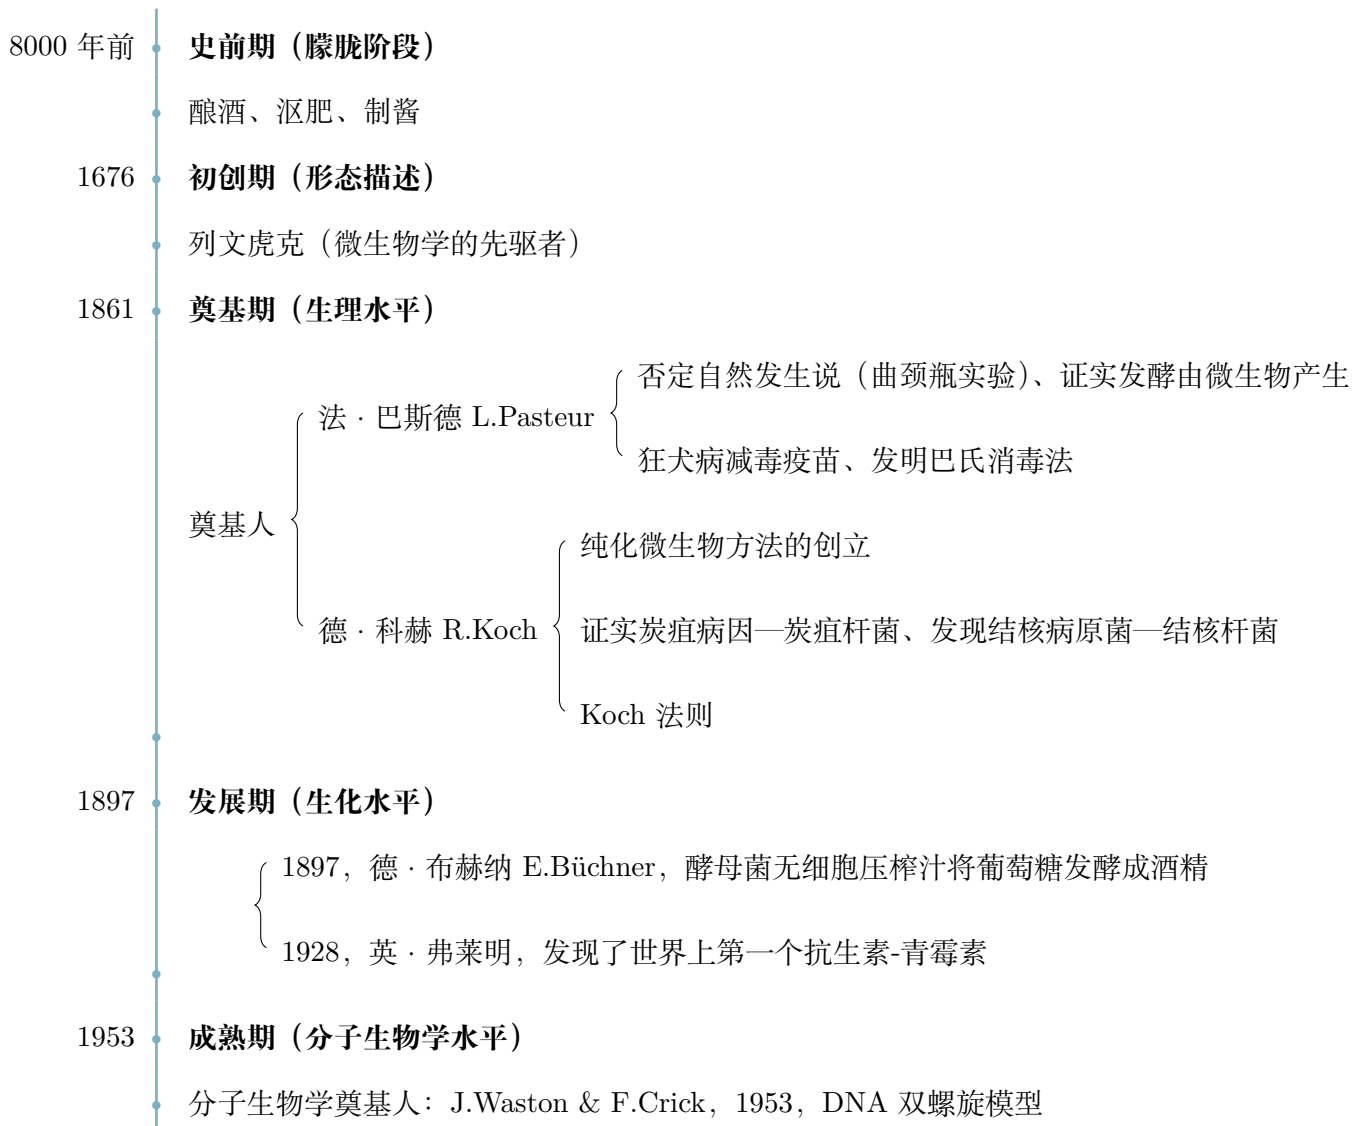 8000 年前 史前期（朦胧阶段）
酿酒、沤肥、制酱
1676 初创期（形态描述）
列文虎克（微生物学的先驱者）
1861 奠基期（生理水平）
否定自然发生说（曲颈瓶实验）、证实发酵由微生物产生
法 · 巴斯德 L.Pasteur
狂犬病减毒疫苗、发明巴氏消毒法
奠基人
纯化微生物方法的创立
德 · 科赫 R.Koch 证实炭疽病因—炭疽杆菌、发现结核病原菌—结核杆菌
Koch 法则
1897 发展期（生化水平）
1897，德 · 布赫纳 E.Büchner，酵母菌无细胞压榨汁将葡萄糖发酵成酒精
1928，英 · 弗莱明，发现了世界上第一个抗生素-青霉素
1953 成熟期（分子生物学水平）
分子生物学奠基人：J.Waston & F.Crick，1953，DNA 双螺旋模型